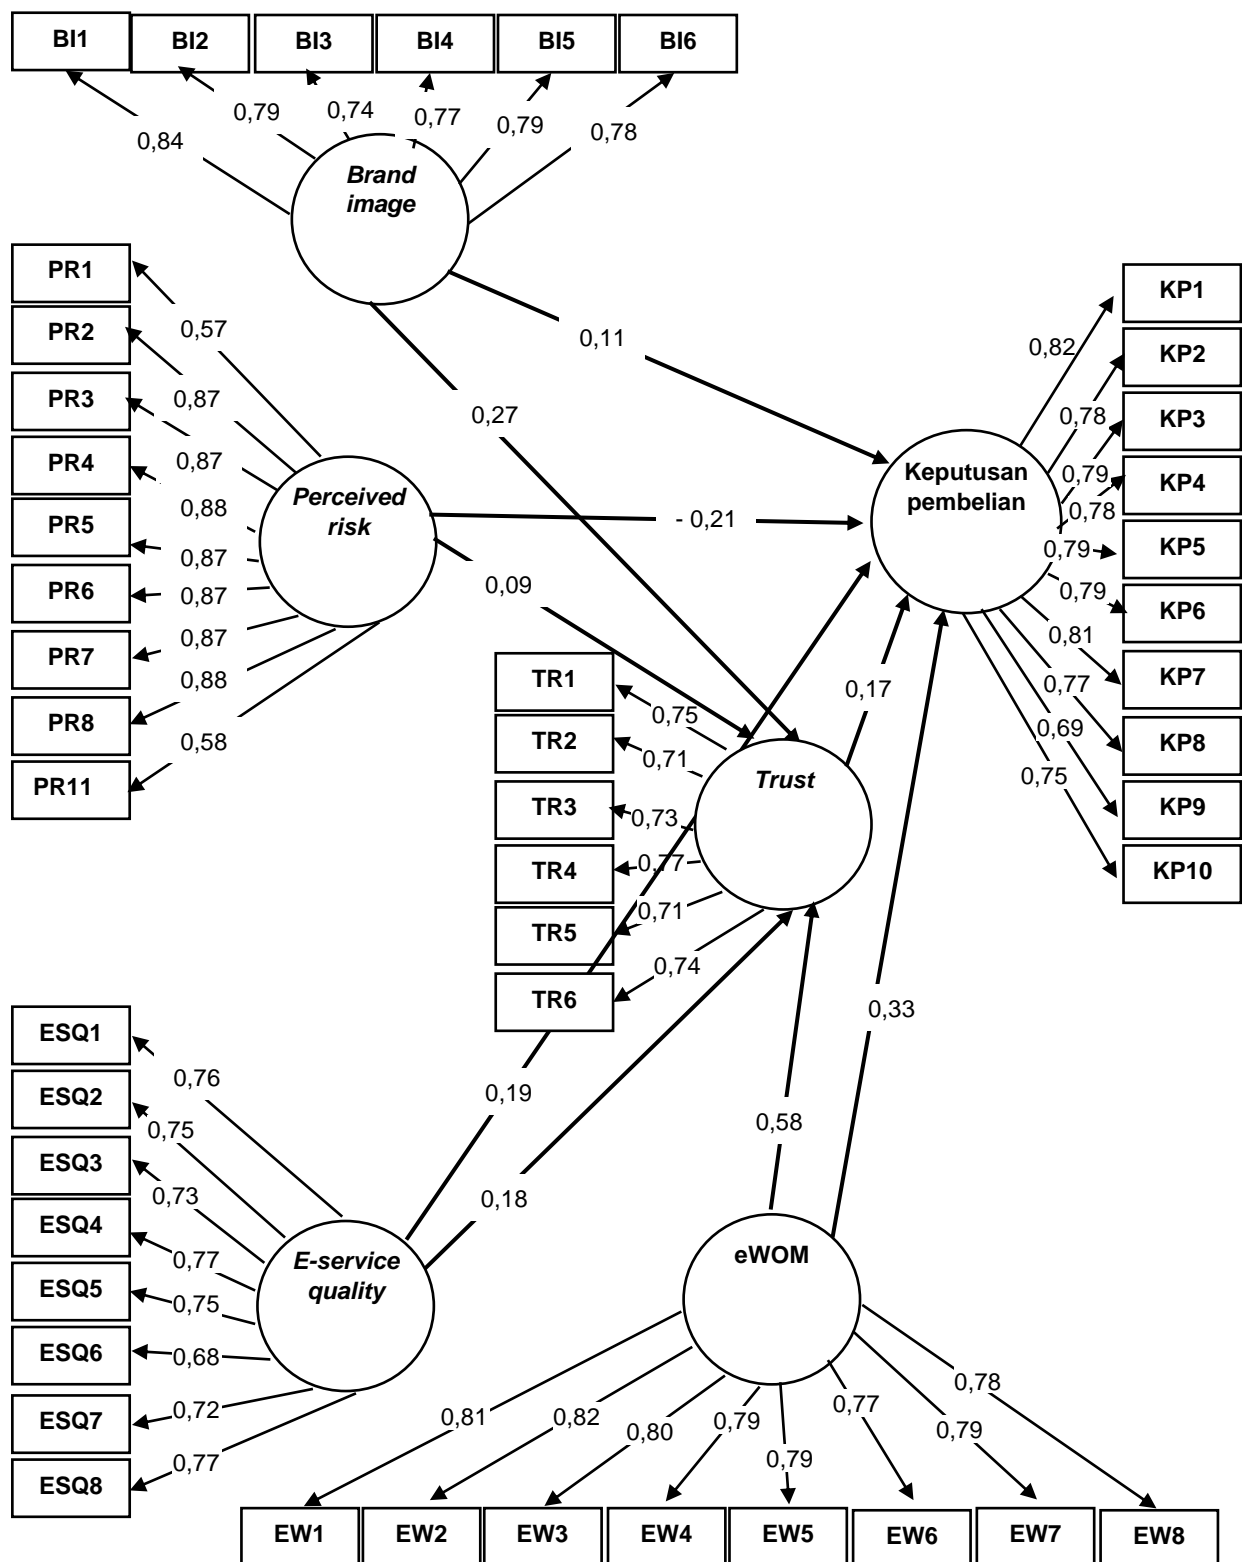 BI1 BI2 BI3 BI4 BI5 BI6
0,84 0,79 0,74 0,77 0,79 0,78
Brand
image
PR1
PR2
PR3
PR4
PR5
PR6
PR7
PR8
PR11
0,57
0,87
0,87
0,88
0,87
0,87
0,87
0,88
0,58
Perceived
risk
0,11
0,27
- 0,21
0,09
Keputusan
pembelian
KP1
KP2
KP3
KP4
KP5
KP6
KP7
KP8
KP9
KP10
0,82
0,78
0,79
0,78
0,79
0,79
0,81
0,77
0,69
0,75
TR1
TR2
TR3
TR4
TR5
TR6
0,75
0,71
0,73
0,77
0,71
0,74
Trust
0,17
0,33
0,19
0,18
0,58
ESQ1
ESQ2
ESQ3
ESQ4
ESQ5
ESQ6
ESQ7
ESQ8
0,76
0,75
0,73
0,77
0,75
0,68
0,72
0,77
E-service
quality
eWOM
0,81 0,82 0,80 0,79 0,79 0,77 0,79 0,78
EW1 EW2 EW3 EW4 EW5 EW6 EW7 EW8